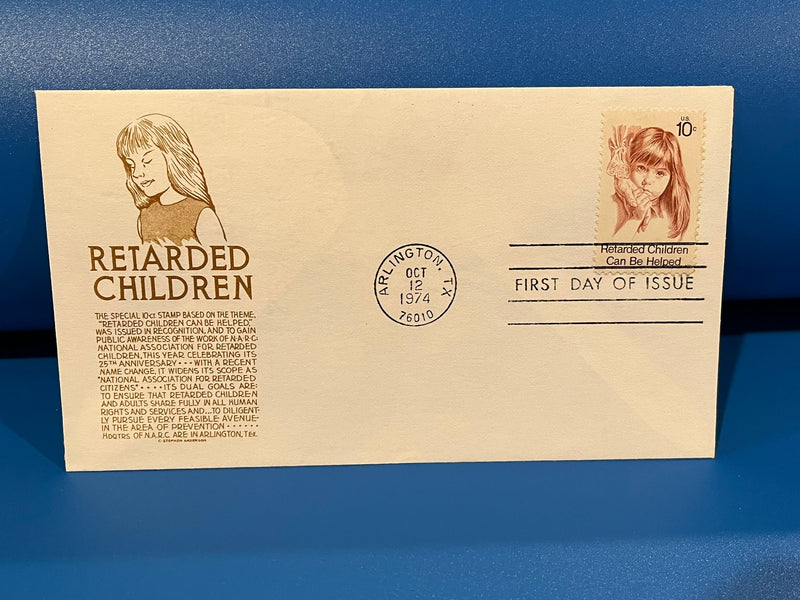 RETARDED
CHILDREN
THE SPECIAL 10ct STAMP BASED ON THE THEME,
"RETARDED CHILDREN CAN BE HELPED,"
WAS ISSUED IN RECOGNITION, AND TO GAIN
PUBLIC AWARENESS OF THE WORK OF N·A·R·C·
NATIONAL ASSOCIATION FOR RETARDED
CHILDREN, THIS YEAR CELEBRATING ITS
25TH ANNIVERSARY · · · WITH A RECENT
NAME CHANGE, IT WIDENS ITS SCOPE AS
"NATIONAL ASSOCIATION FOR RETARDED
CITIZENS" · · · · ITS DUAL GOALS ARE:
TO ENSURE THAT RETARDED CHILDREN
AND ADULTS SHARE FULLY IN ALL HUMAN
RIGHTS AND SERVICES AND...TO DILIGENT-
LY PURSUE EVERY FEASIBLE AVENUE·
IN THE AREA OF PREVENTION · · · · · ·
HDQTRS. OF N.A.R.C. ARE IN ARLINGTON, TEX.
© STEPHEN ANDERSON
ARLINGTON, TX
OCT
12
1974
76010
U.S.
10c
Retarded Children
Can Be Helped
FIRST DAY OF ISSUE